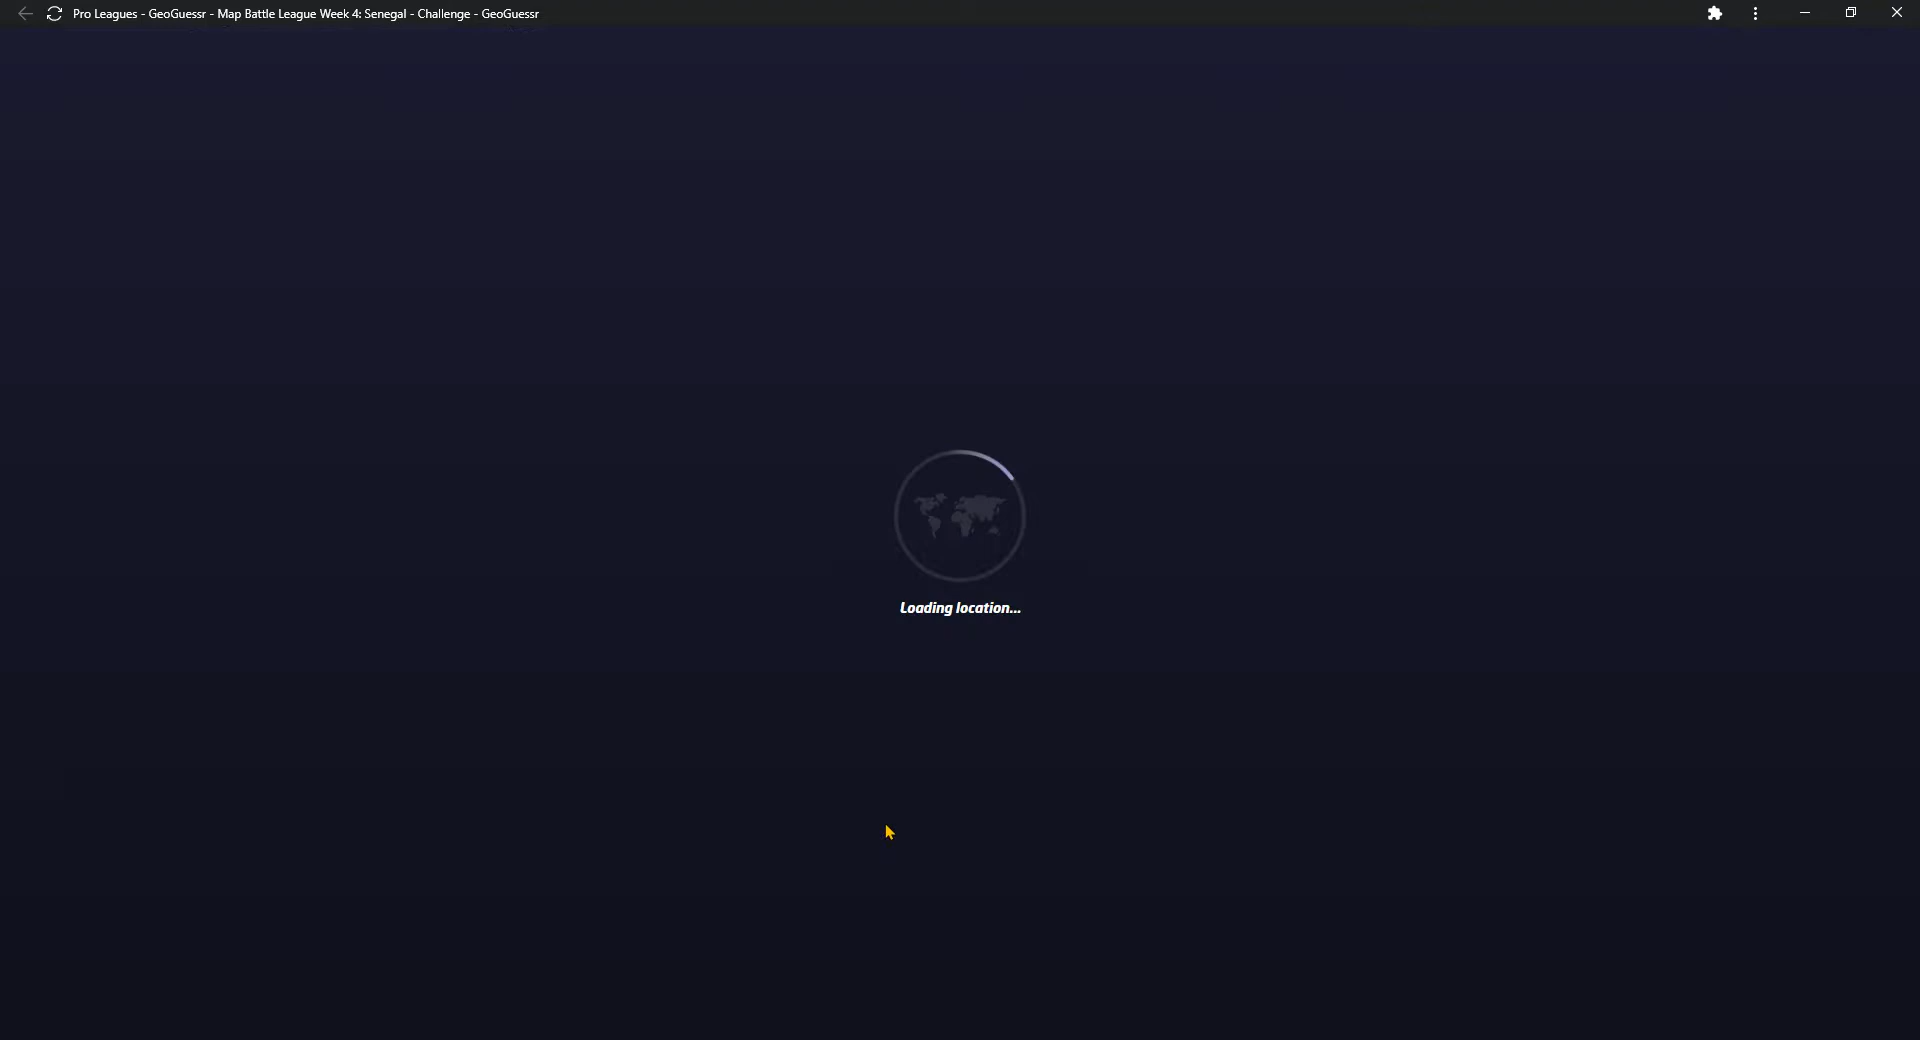 Pro Leagues - GeoGuessr - Map Battle League Week 4: Senegal - Challenge - GeoGuessr
Loading location...